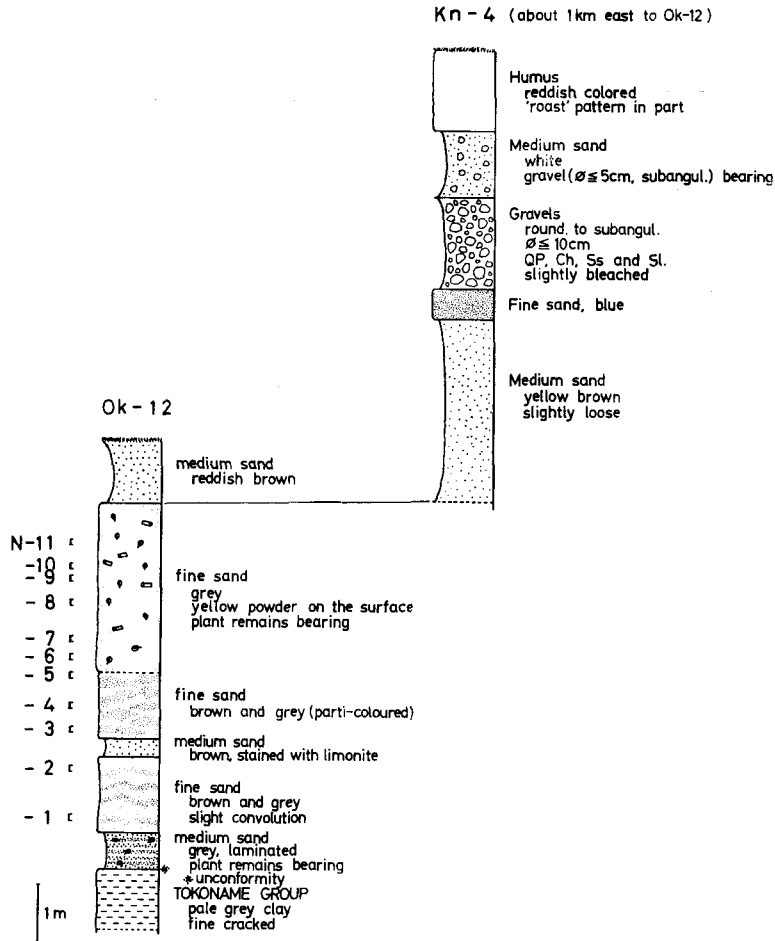 Kn-4 (about 1km east to Ok-12)
Humus
reddish colored
'roast' pattern in part
Medium sand
white
gravel (ø≦5cm, subangul.) bearing
Gravels
round. to subangul.
ø≦10cm
QP, Ch, Ss and Sl.
slightly bleached
Fine sand, blue
Medium sand
yellow brown
slightly loose
Ok-12
medium sand
reddish brown
N-11
-10
-9
-8
-7
-6
-5
-4
-3
-2
-1
fine sand
grey
yellow powder on the surface
plant remains bearing
fine sand
brown and grey (parti-coloured)
medium sand
brown, stained with limonite
fine sand
brown and grey
slight convolution
medium sand
grey, laminated
plant remains bearing
*unconformity
TOKONAME GROUP
pale grey clay
fine cracked
1m